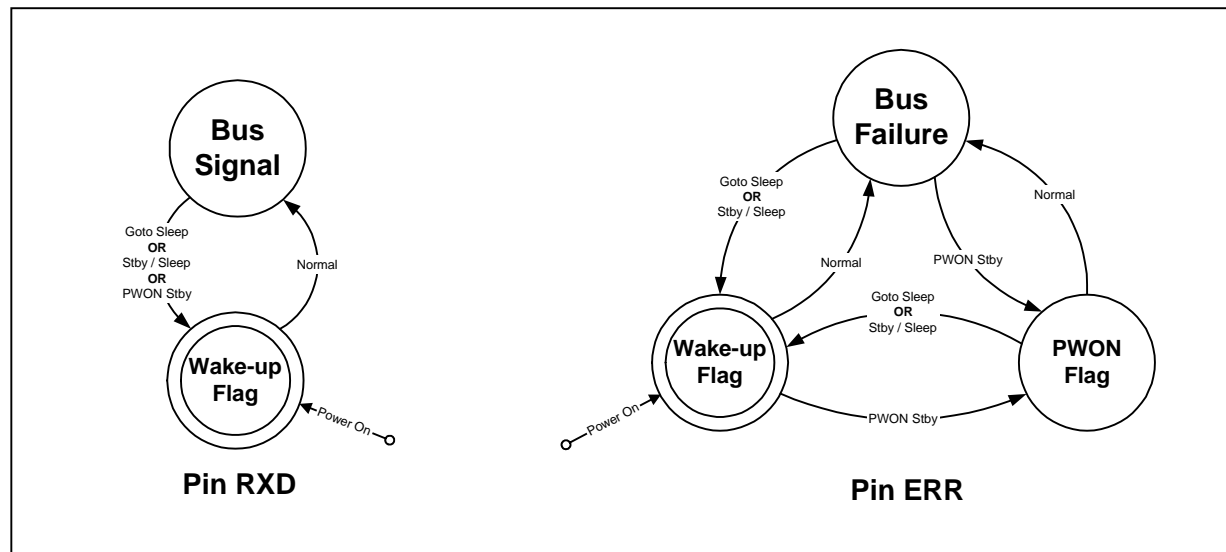 Bus
Signal
Goto Sleep
OR
Stby / Sleep
OR
PWON Stby
Normal
Wake-up
Flag
Power On
Pin RXD
Bus
Failure
Goto Sleep
OR
Stby / Sleep
Normal
PWON Stby
Normal
Goto Sleep
OR
Stby / Sleep
Wake-up
Flag
PWON
Flag
PWON Stby
Power On
Pin ERR